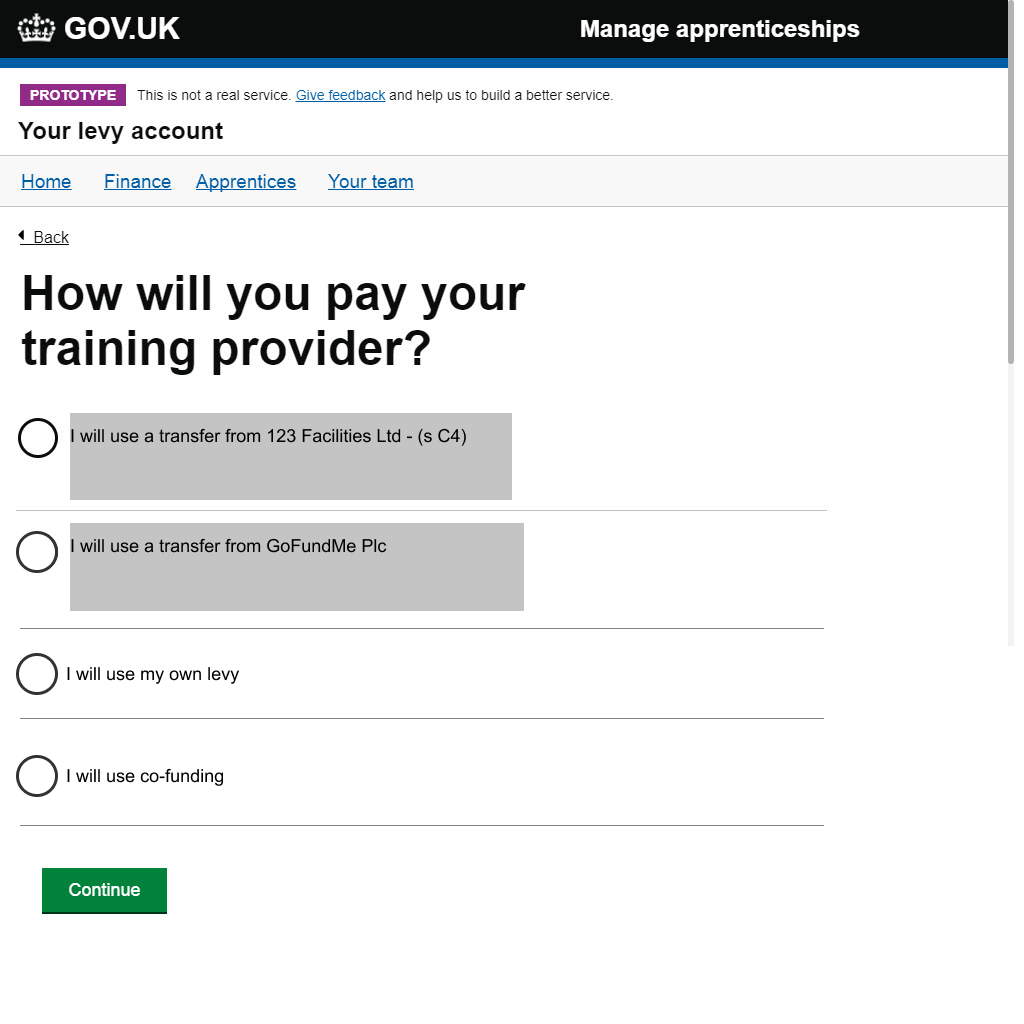 GOV.UK Manage apprenticeships
PROTOTYPE This is not a real service. Give feedback and help us to build a better service.
Your levy account
Home Finance Apprentices Your team
Back
How will you pay your
training provider?
I will use a transfer from 123 Facilities Ltd - (s C4)
I will use a transfer from GoFundMe Plc
I will use my own levy
I will use co-funding
Continue